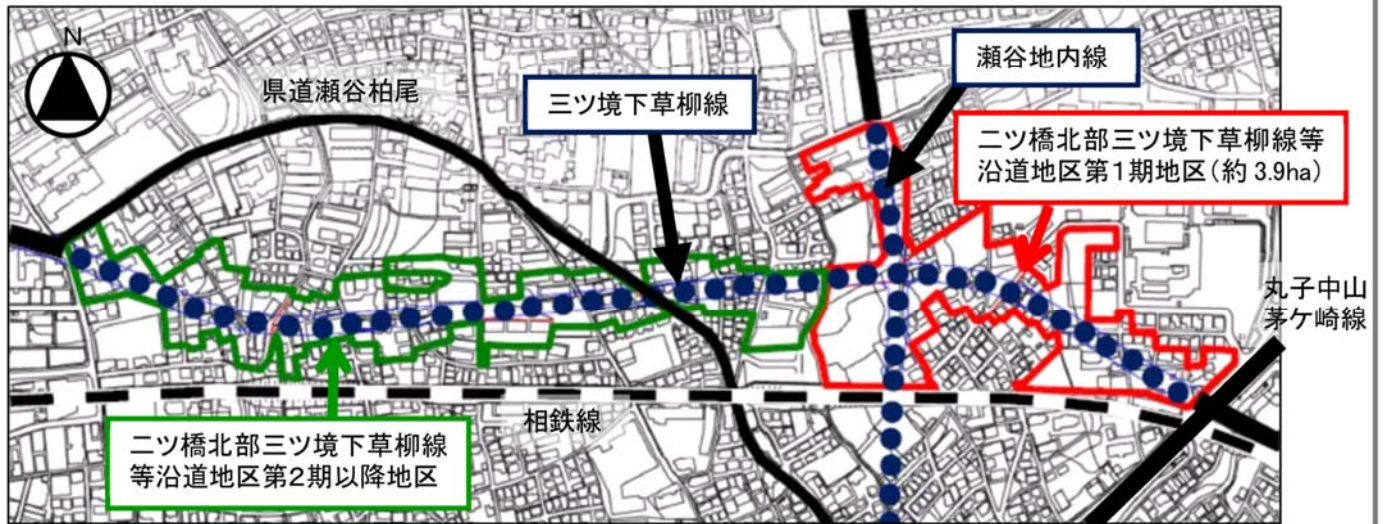 N
県道瀬谷柏尾
三ツ境下草柳線
瀬谷地内線
二ツ橋北部三ツ境下草柳線等
沿道地区第1期地区(約 3.9ha)
丸子中山
茅ケ崎線
相鉄線
二ツ橋北部三ツ境下草柳線
等沿道地区第2期以降地区